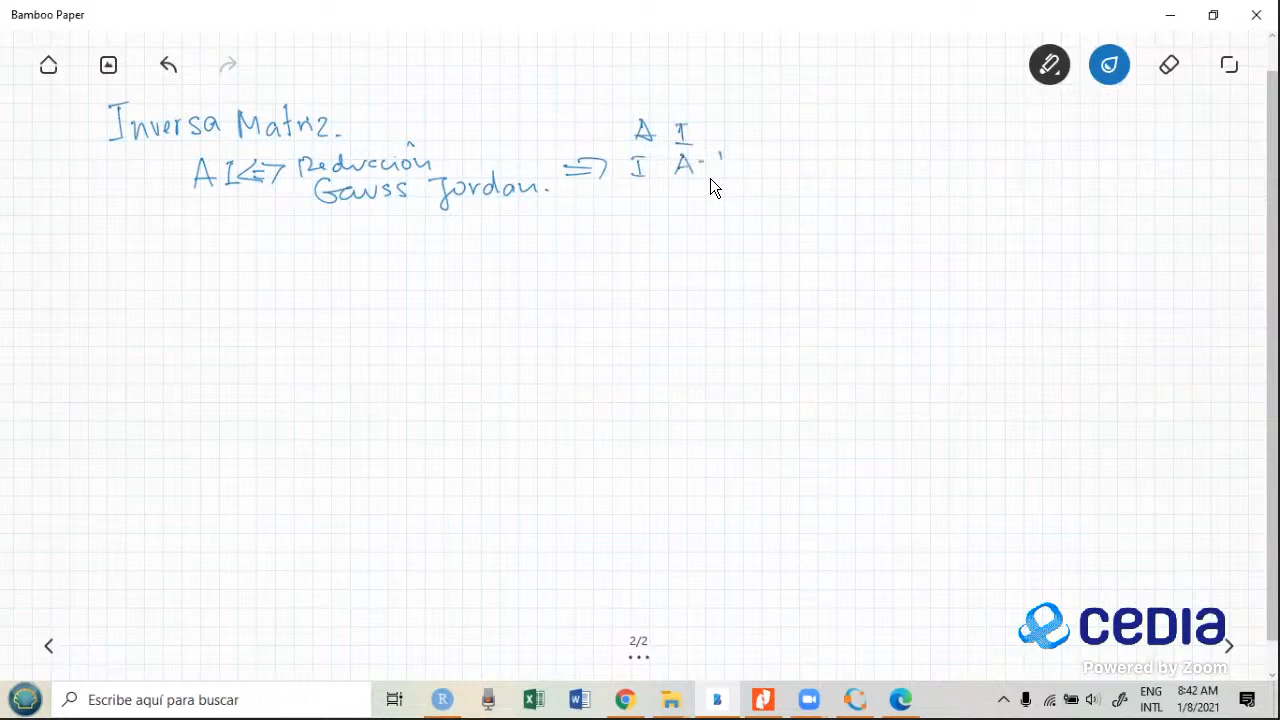 Bamboo Paper
Inversa Matriz.
A I
A I <=> Reducción
Gauss Jordan.
=> I A-1
2/2
CEDIA
Powered by Zoom
Escribe aquí para buscar
ENG
INTL
8:42 AM
1/8/2021